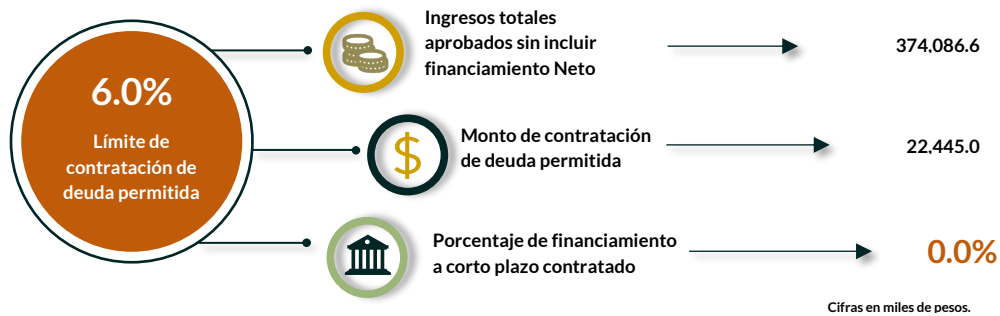 6.0%
Límite de
contratación de
deuda permitida
Ingresos totales
aprobados sin incluir
financiamiento Neto
374,086.6
$
Monto de contratación
de deuda permitida
22,445.0
Porcentaje de financiamiento
a corto plazo contratado
0.0%
Cifras en miles de pesos.